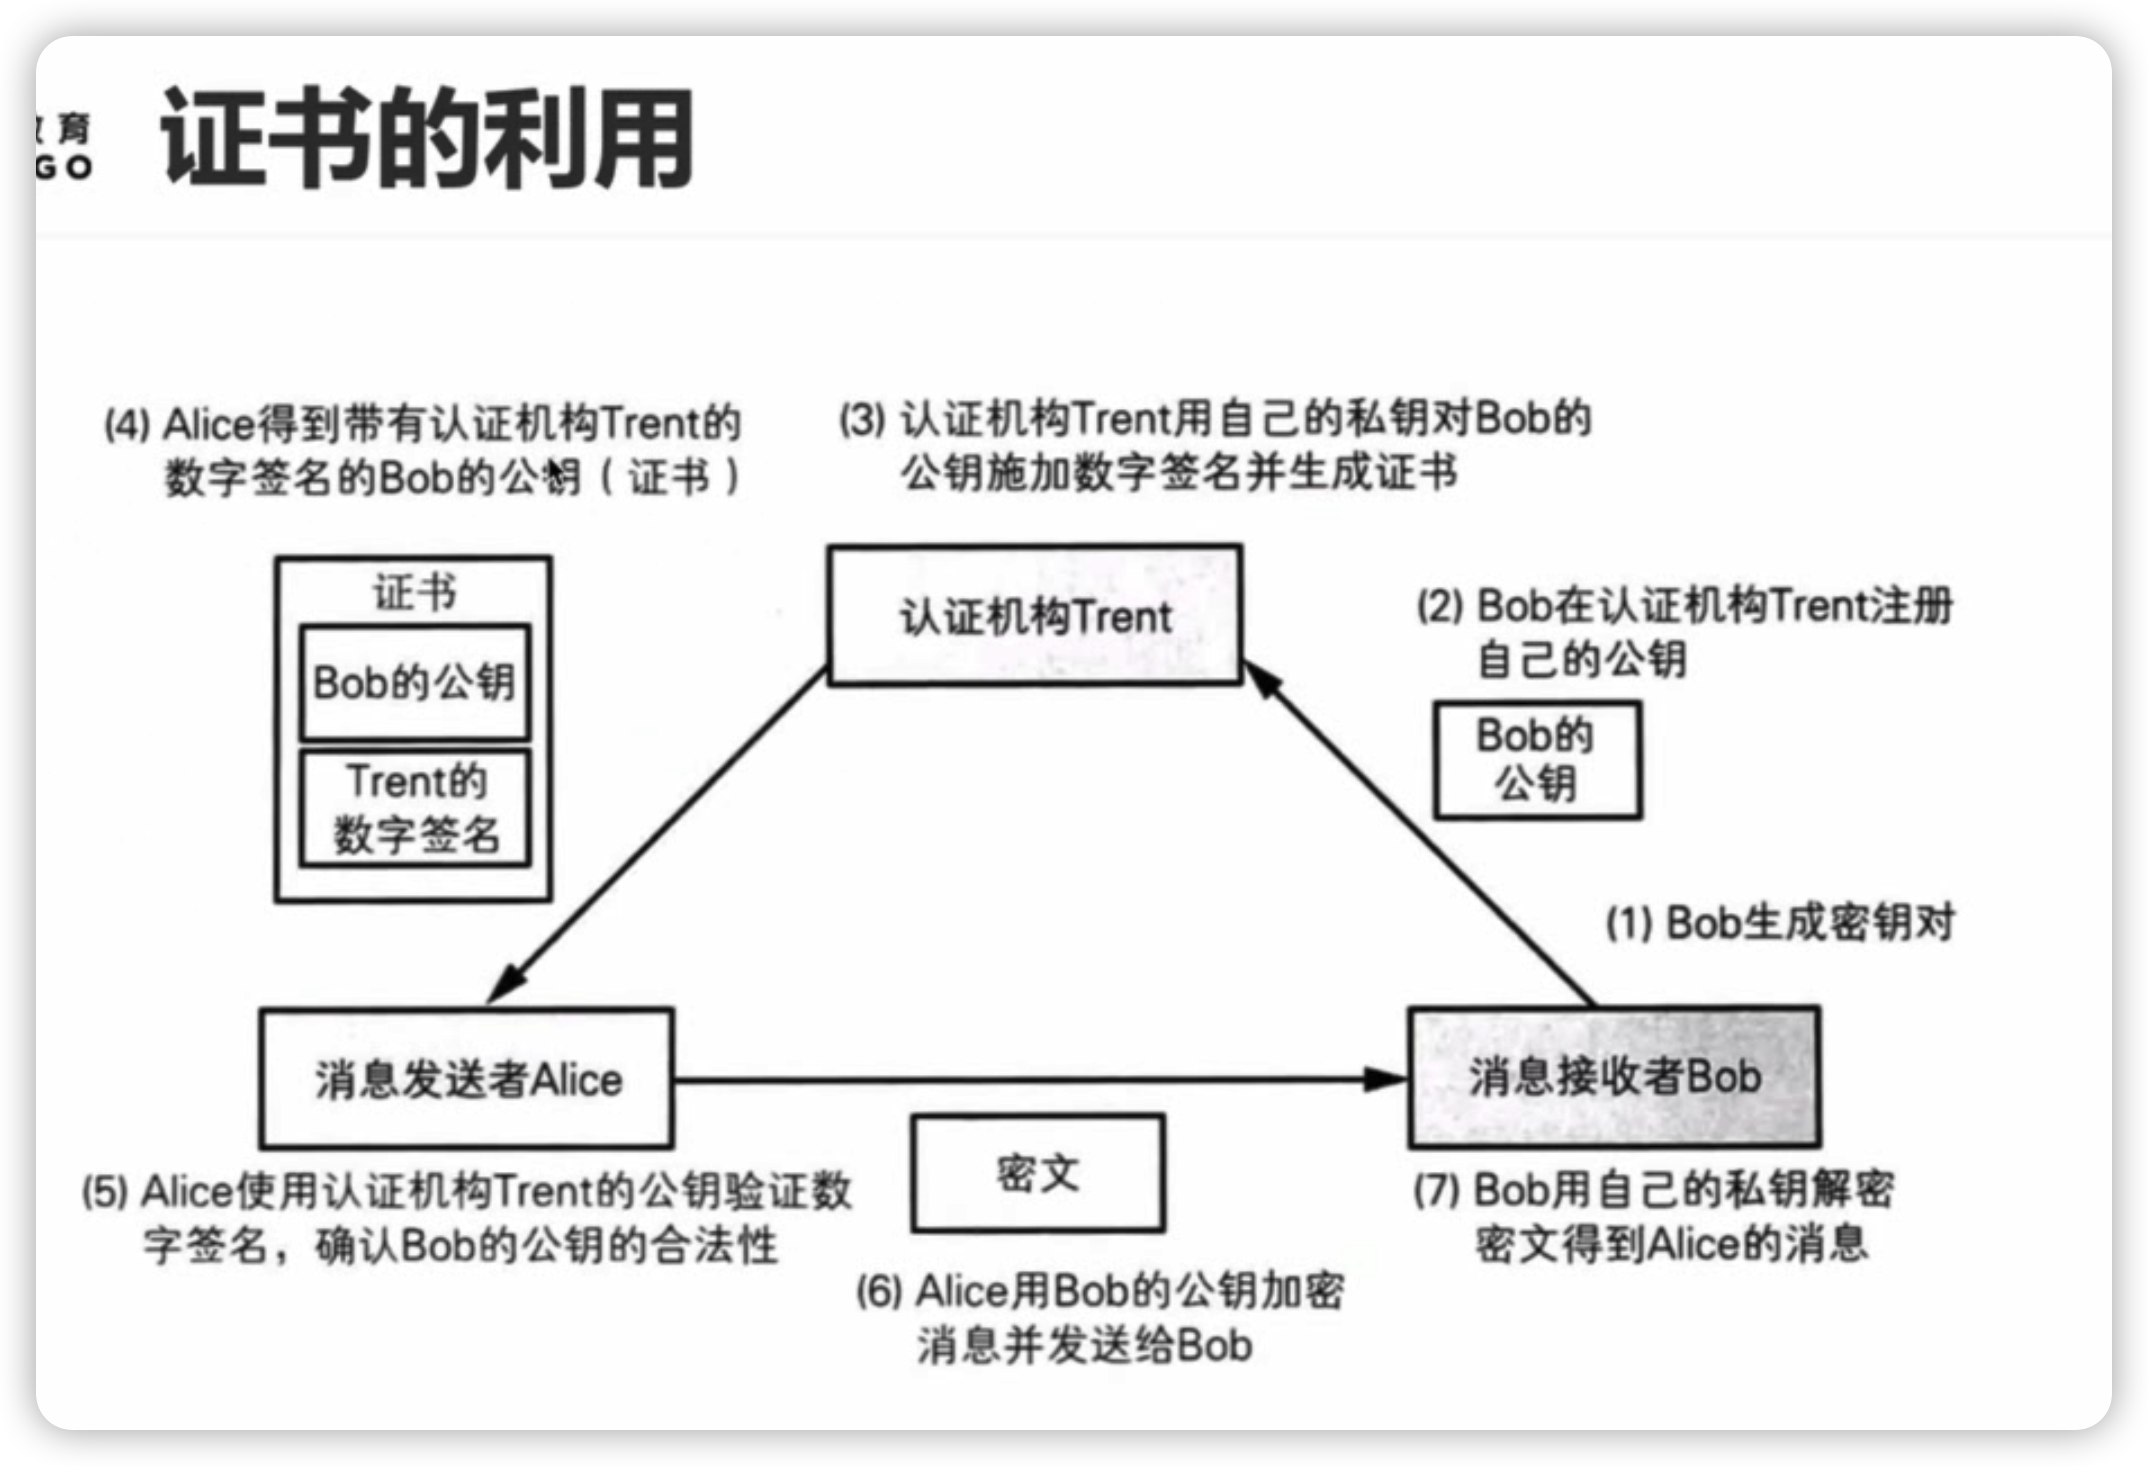 育
GO
证书的利用
(4) Alice得到带有认证机构Trent的
数字签名的Bob的公钥（证书）
(3) 认证机构Trent用自己的私钥对Bob的
公钥施加数字签名并生成证书
证书
Bob的公钥
Trent的
数字签名
认证机构Trent
(2) Bob在认证机构Trent注册
自己的公钥
Bob的
公钥
(1) Bob生成密钥对
消息发送者Alice
消息接收者Bob
(5) Alice使用认证机构Trent的公钥验证数
字签名，确认Bob的公钥的合法性
密文
(6) Alice用Bob的公钥加密
消息并发送给Bob
(7) Bob用自己的私钥解密
密文得到Alice的消息